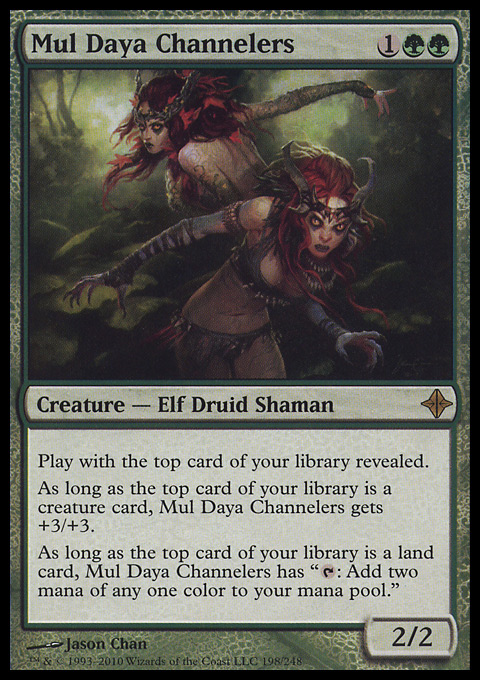 Mul Daya Channelers 1
Creature — Elf Druid Shaman
Play with the top card of your library revealed.
As long as the top card of your library is a
creature card, Mul Daya Channelers gets
+3/+3.
As long as the top card of your library is a land
card, Mul Daya Channelers has “: Add two
mana of any one color to your mana pool.”
Jason Chan
2/2
™ & © 1993–2010 Wizards of the Coast LLC 198/248